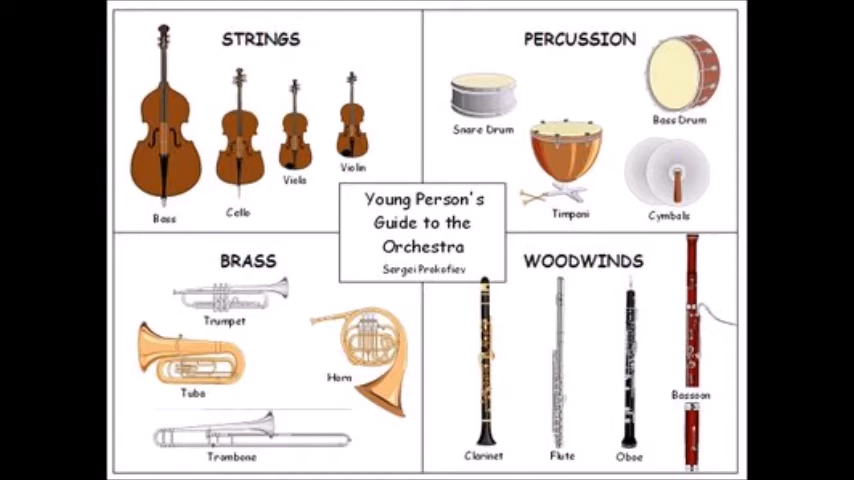 STRINGS
Bass
Cello
Viola
Violin
PERCUSSION
Snare Drum
Bass Drum
Timpani
Cymbals
Young Person's
Guide to the
Orchestra
Sergei Prokofiev
BRASS
Trumpet
Tuba
Horn
Trombone
WOODWINDS
Clarinet
Flute
Oboe
Bassoon